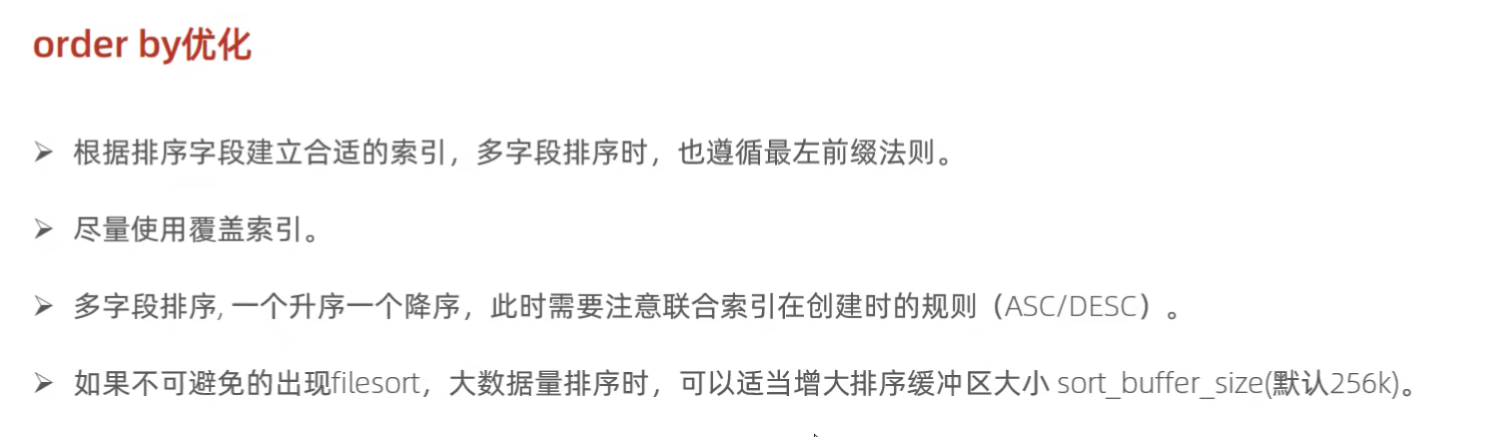 order by优化
根据排序字段建立合适的索引，多字段排序时，也遵循最左前缀法则。
尽量使用覆盖索引。
多字段排序, 一个升序一个降序，此时需要注意联合索引在创建时的规则（ASC/DESC）。
如果不可避免的出现filesort，大数据量排序时，可以适当增大排序缓冲区大小 sort_buffer_size(默认256k)。